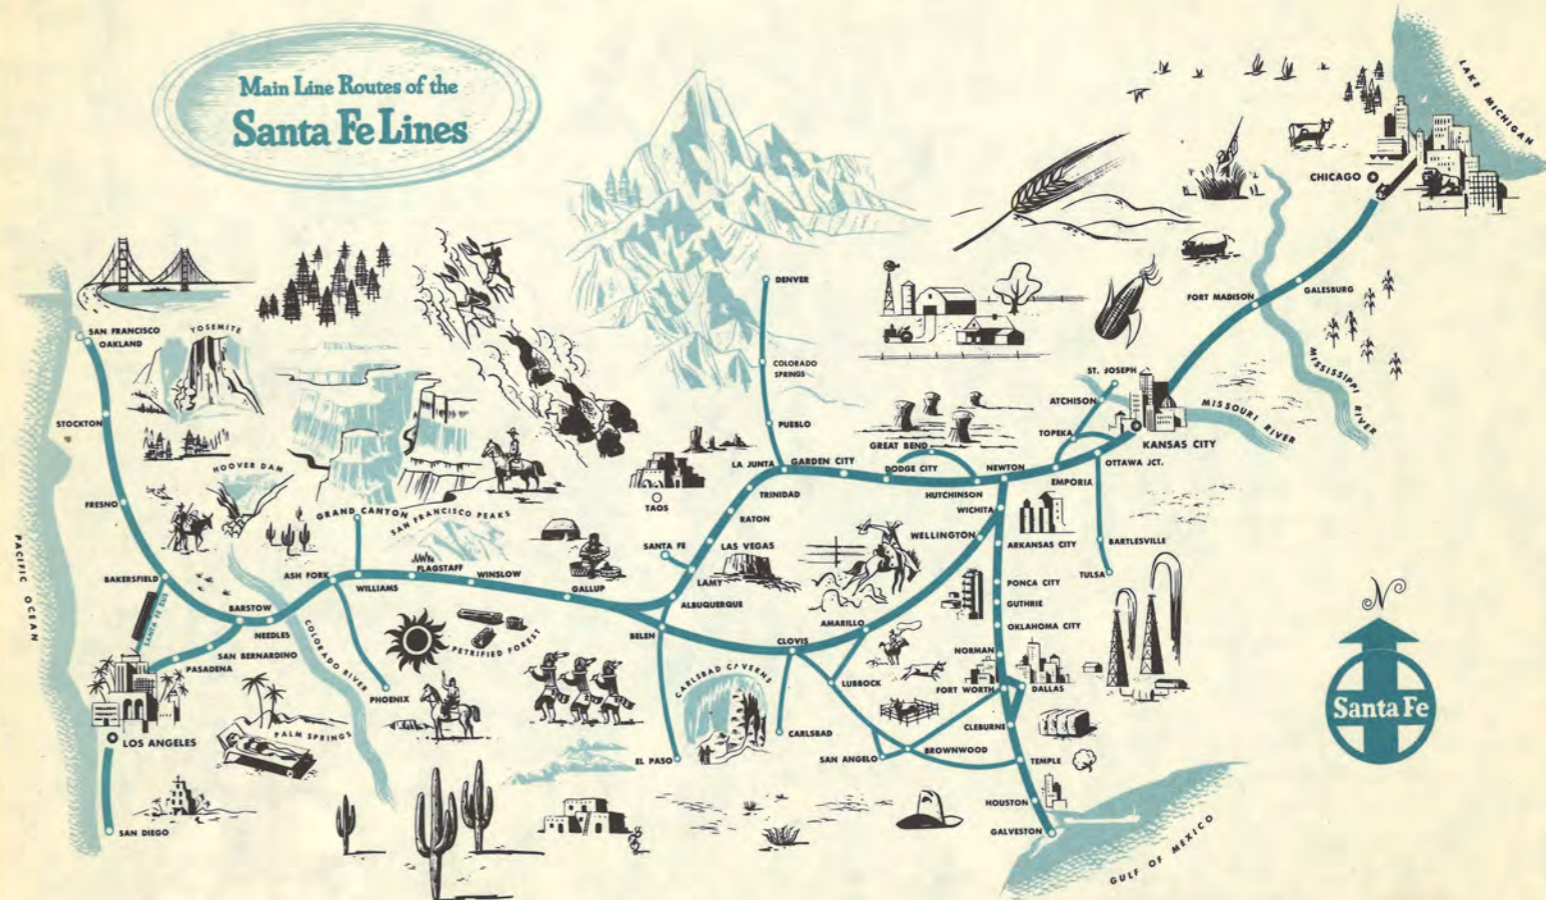 Main Line Routes of the
Santa Fe Lines
LAKE MICHIGAN
CHICAGO
GALESBURG
FORT MADISON
MISSISSIPPI RIVER
DENVER
COLORADO
SPRINGS
PUEBLO
ST. JOSEPH
ATCHISON
MISSOURI RIVER
TOPEKA
KANSAS CITY
OTTAWA JCT.
EMPORIA
NEWTON
GREAT BEND
DODGE CITY
HUTCHINSON
GARDEN CITY
LA JUNTA
TRINIDAD
RATON
LAS VEGAS
SANTA FE
LAMY
TAOS
ALBUQUERQUE
BELEN
SAN FRANCISCO
OAKLAND
YOSEMITE
STOCKTON
FRESNO
HOOVER DAM
GRAND CANYON
SAN FRANCISCO PEAKS
BAKERSFIELD
SANTA FE BUS
BARSTOW
NEEDLES
ASH FORK
WILLIAMS
FLAGSTAFF
WINSLOW
GALLUP
PETRIFIED FOREST
COLORADO RIVER
PHOENIX
SAN BERNARDINO
PASADENA
PALM SPRINGS
LOS ANGELES
SAN DIEGO
PACIFIC OCEAN
WICHITA
WELLINGTON
ARKANSAS CITY
BARTLESVILLE
TULSA
PONCA CITY
GUTHRIE
OKLAHOMA CITY
NORMAN
AMARILLO
CLOVIS
LUBBOCK
CARLSBAD CAVERNS
CARLSBAD
EL PASO
FORT WORTH
DALLAS
CLEBURNE
BROWNWOOD
SAN ANGELO
TEMPLE
HOUSTON
GALVESTON
GULF OF MEXICO
N
Santa Fe